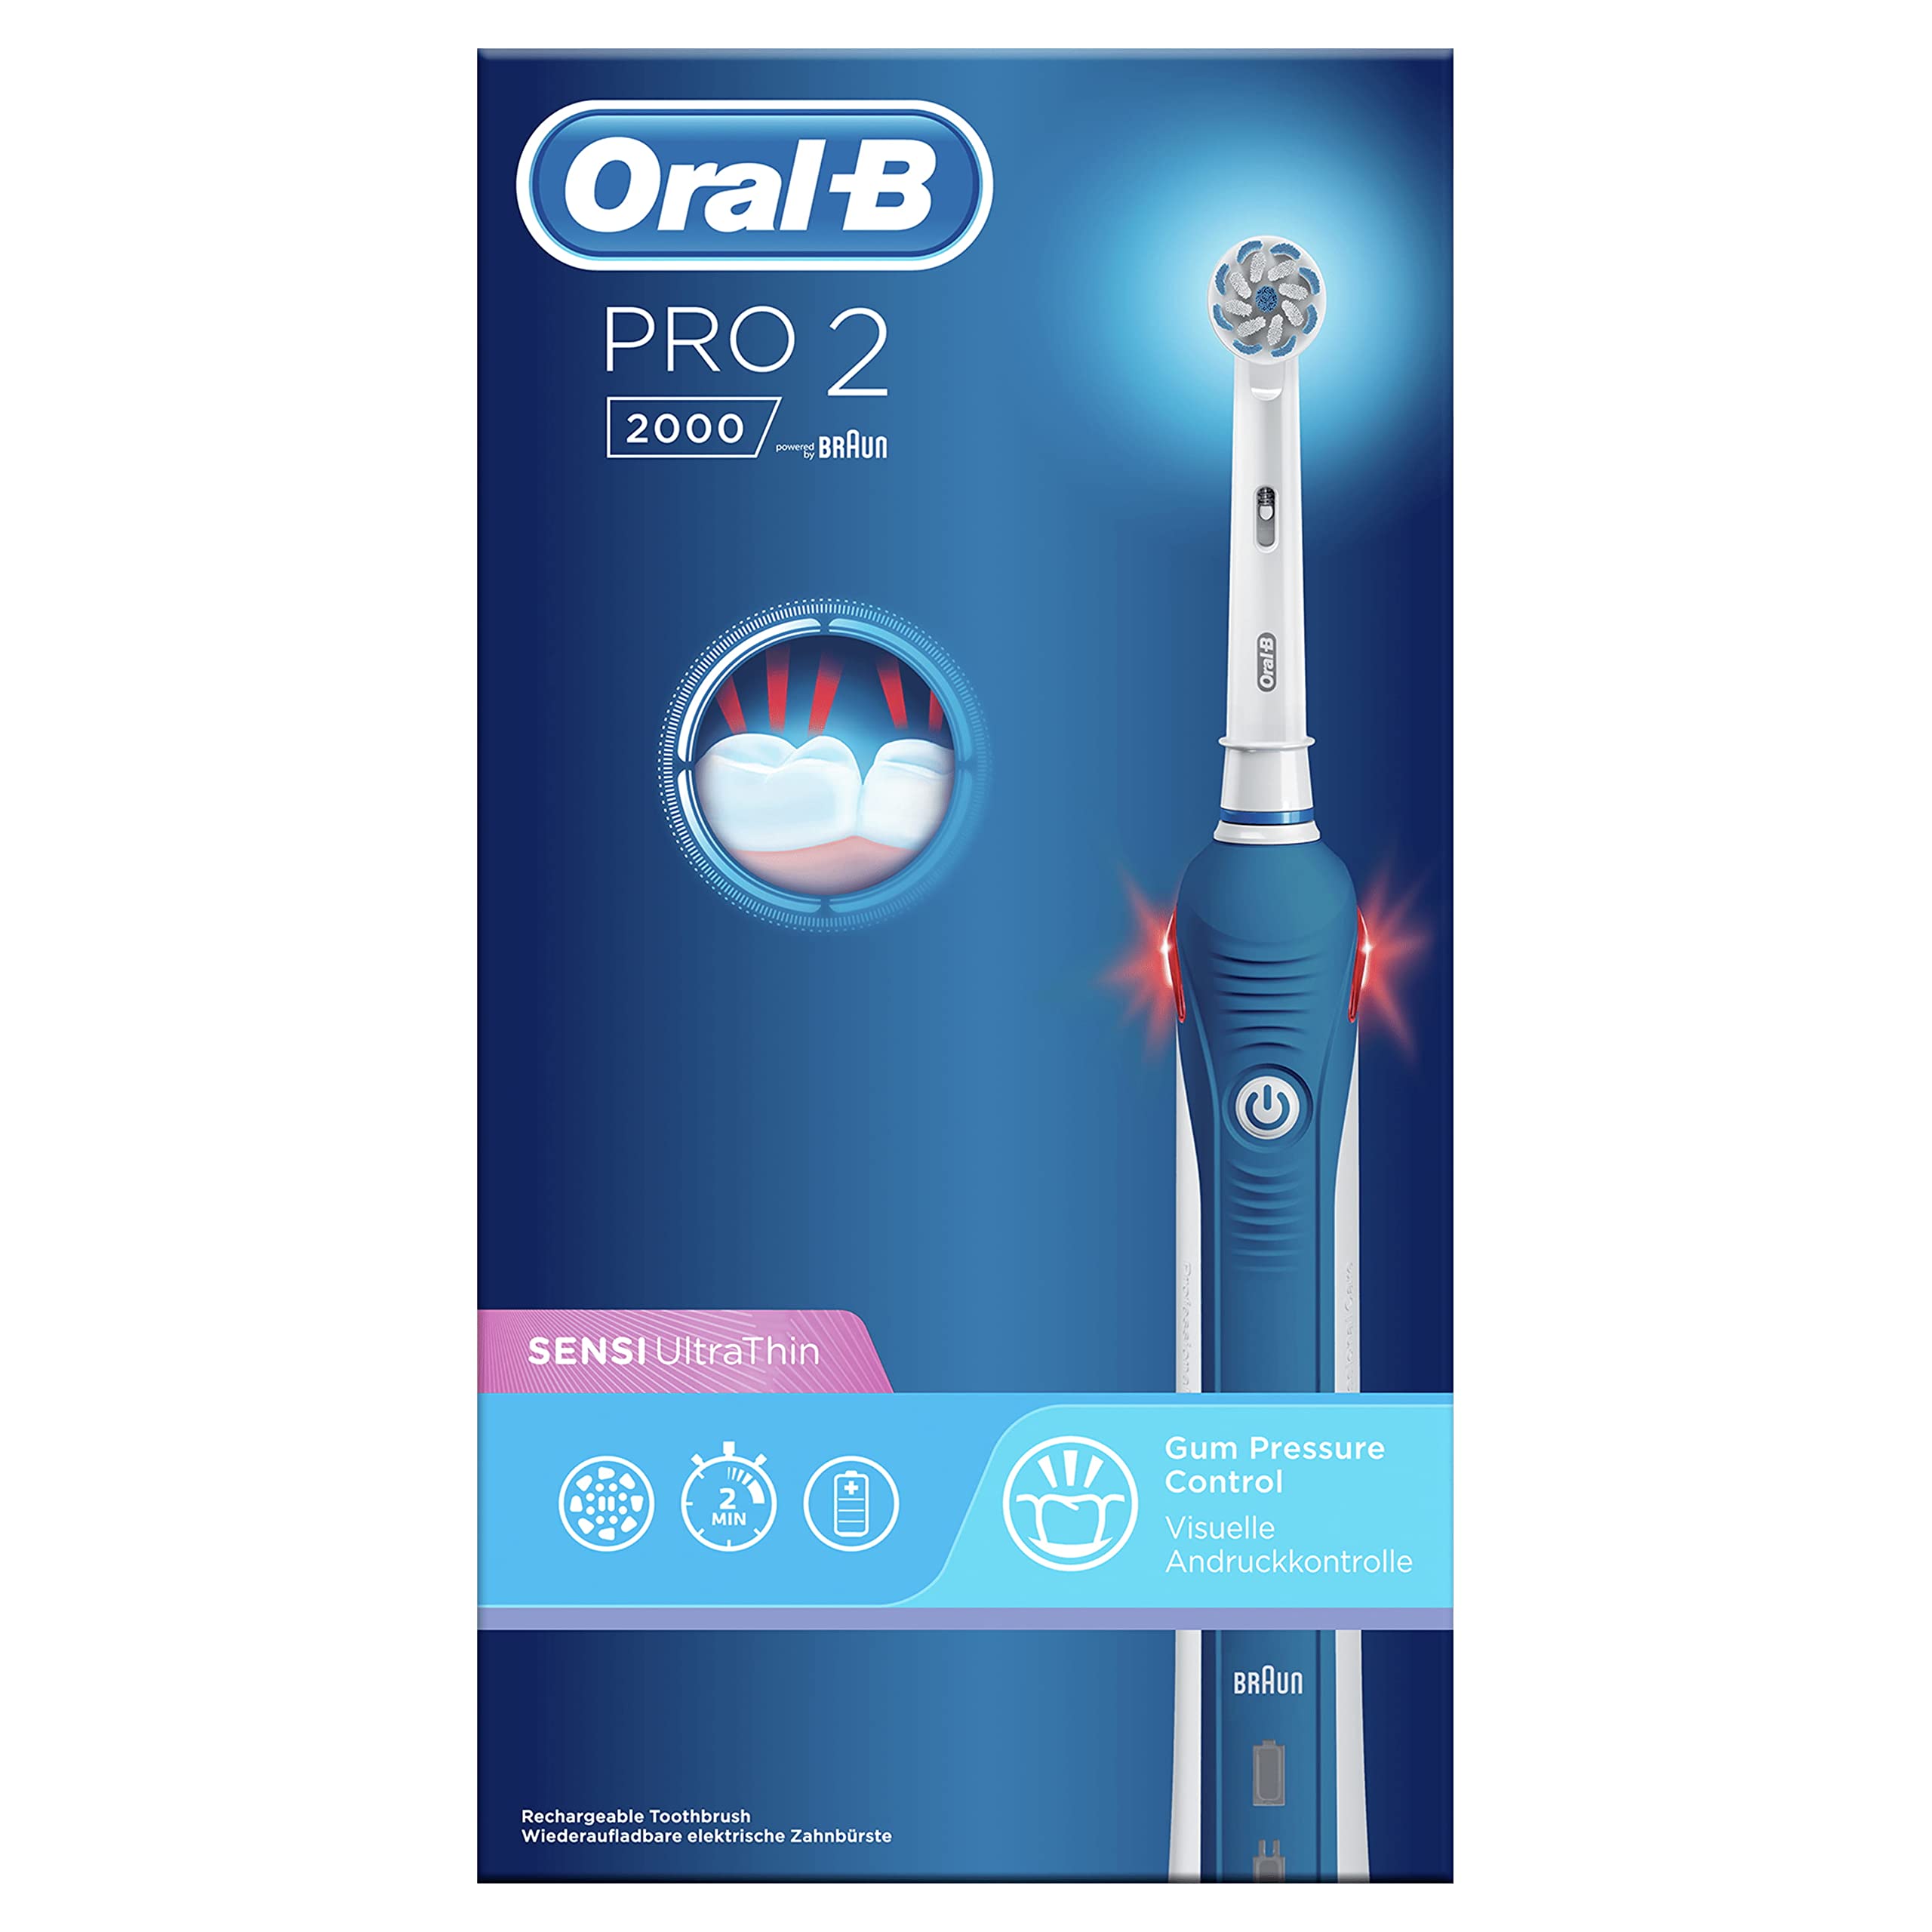 Oral-B
PRO 2
2000
powered by BRAUN
Oral-B
SENSI UltraThin
2 MIN
Gum Pressure
Control
Visuelle
Andruckkontrolle
BRAUN
Rechargeable Toothbrush
Wiederaufladbare elektrische Zahnbürste